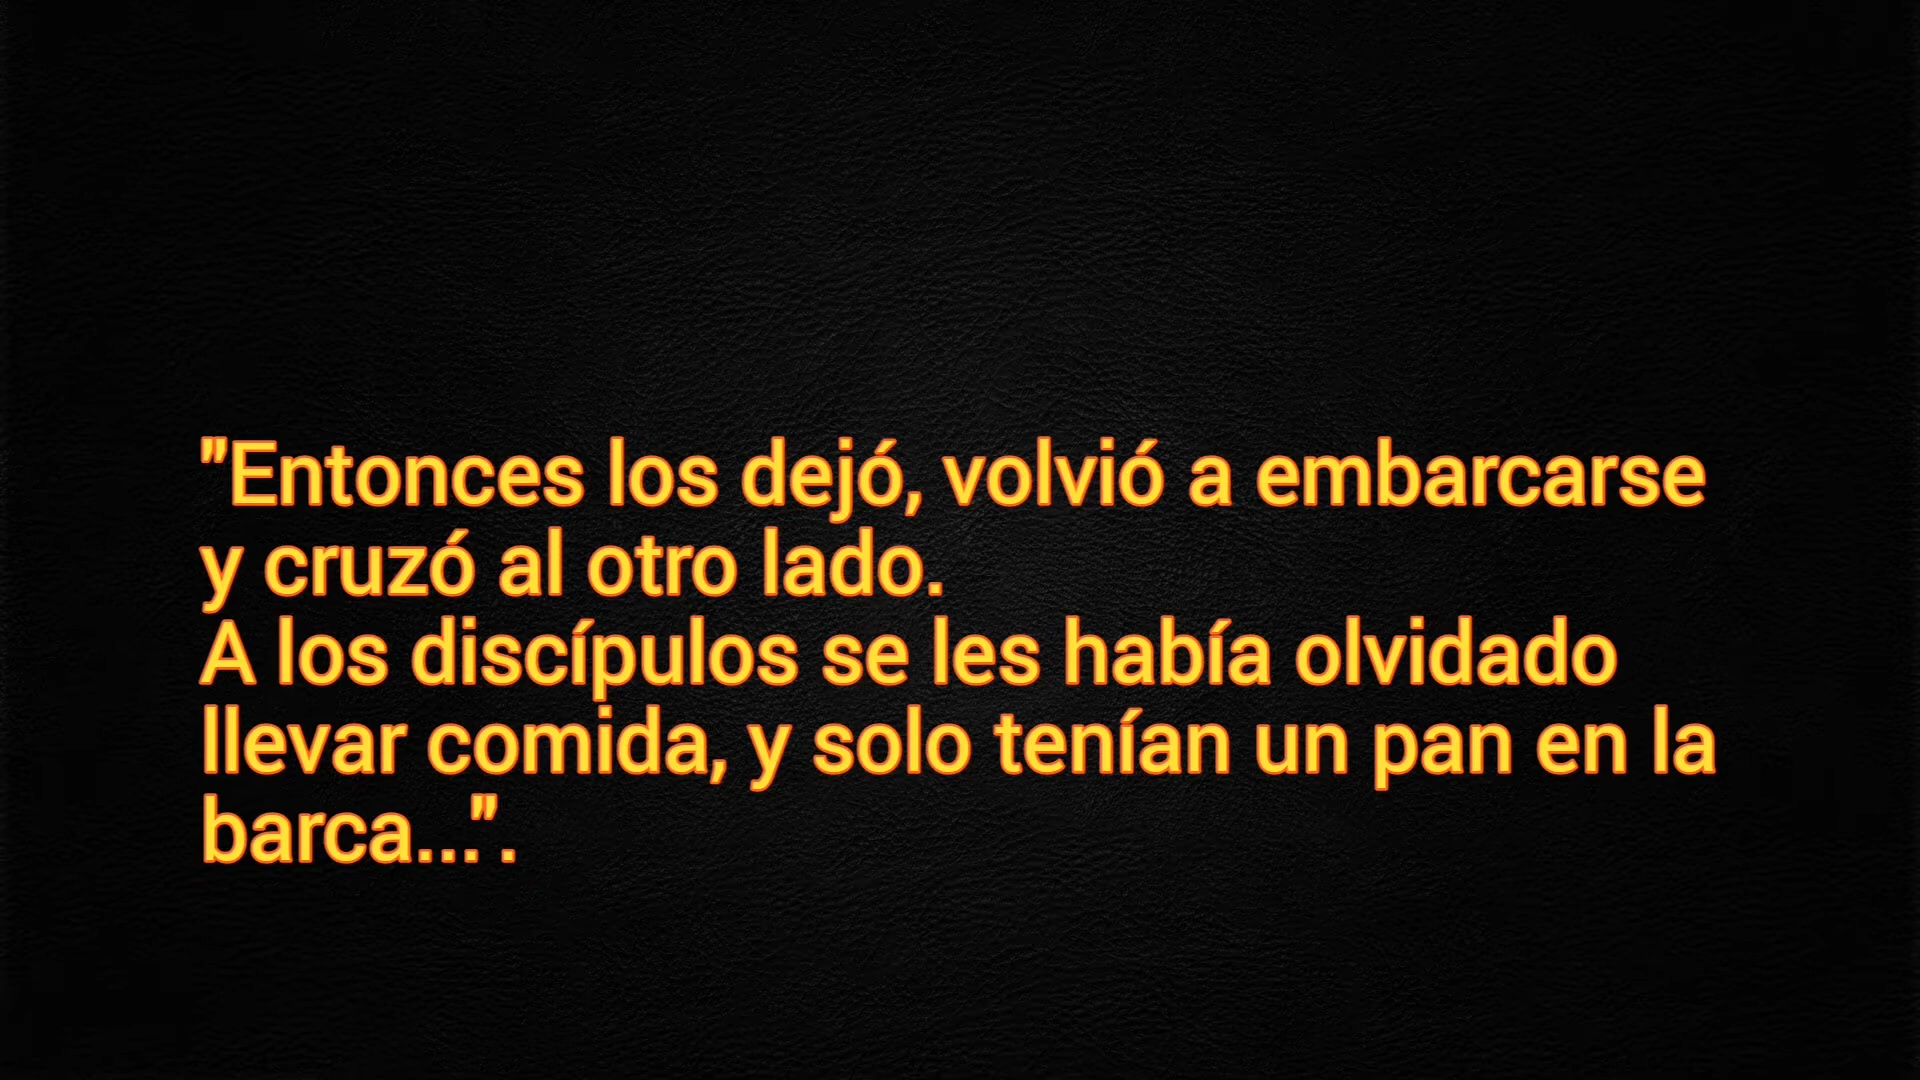 "Entonces los dejó, volvió a embarcarse
y cruzó al otro lado.
A los discípulos se les había olvidado
llevar comida, y solo tenían un pan en la
barca...".